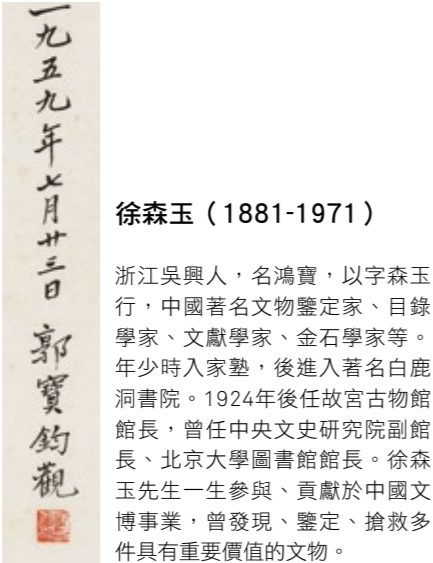 一九五九年七月廿三日 郭寶鈞觀
徐森玉（1881-1971）
浙江吳興人，名鴻寶，以字森玉
行，中國著名文物鑒定家、目錄
學家、文獻學家、金石學家等。
年少時入家塾，後進入著名白鹿
洞書院。1924年後任故宮古物館
館長，曾任中央文史研究院副館
長、北京大學圖書館館長。徐森
玉先生一生參與、貢獻於中國文
博事業，曾發現、鑒定、搶救多
件具有重要價值的文物。